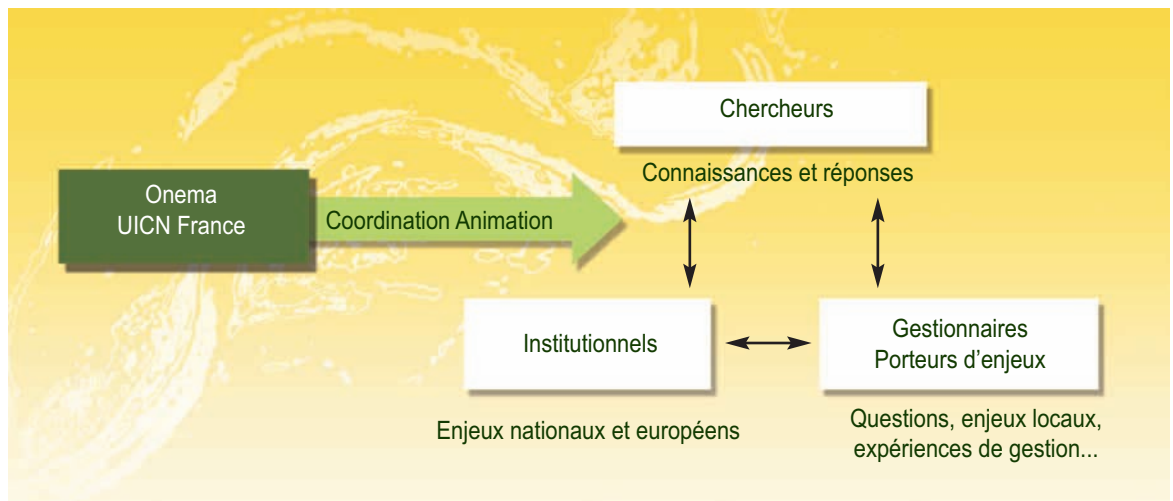 Chercheurs
Connaissances et réponses
Onema
UICN France
Coordination Animation
Institutionnels
Gestionnaires
Porteurs d’enjeux
Enjeux nationaux et européens
Questions, enjeux locaux,
expériences de gestion...